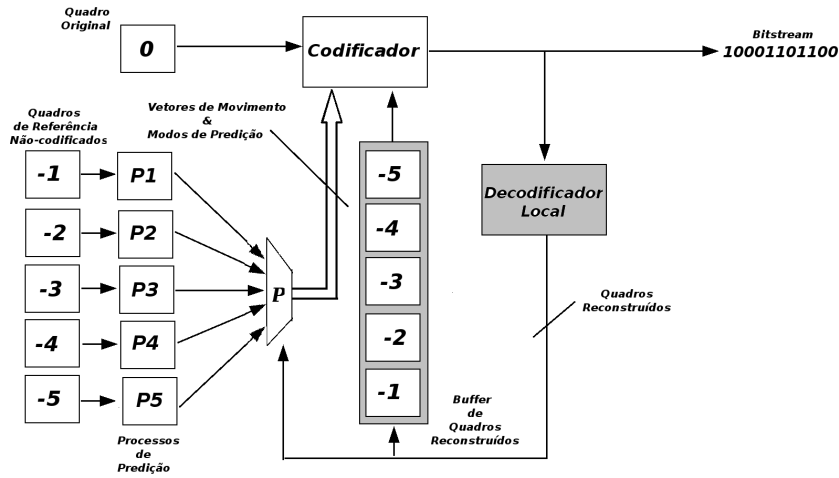 Quadro
Original
0
Codificador
Bitstream
10001101100
Vetores de Movimento
&
Modos de Predição
Quadros
de Referência
Não-codificados
-1
P1
-2
P2
-3
P3
-4
P4
-5
P5
P
-5
-4
-3
-2
-1
Decodificador
Local
Quadros
Reconstruídos
Buffer
de
Quadros
Reconstruídos
Processos
de
Predição